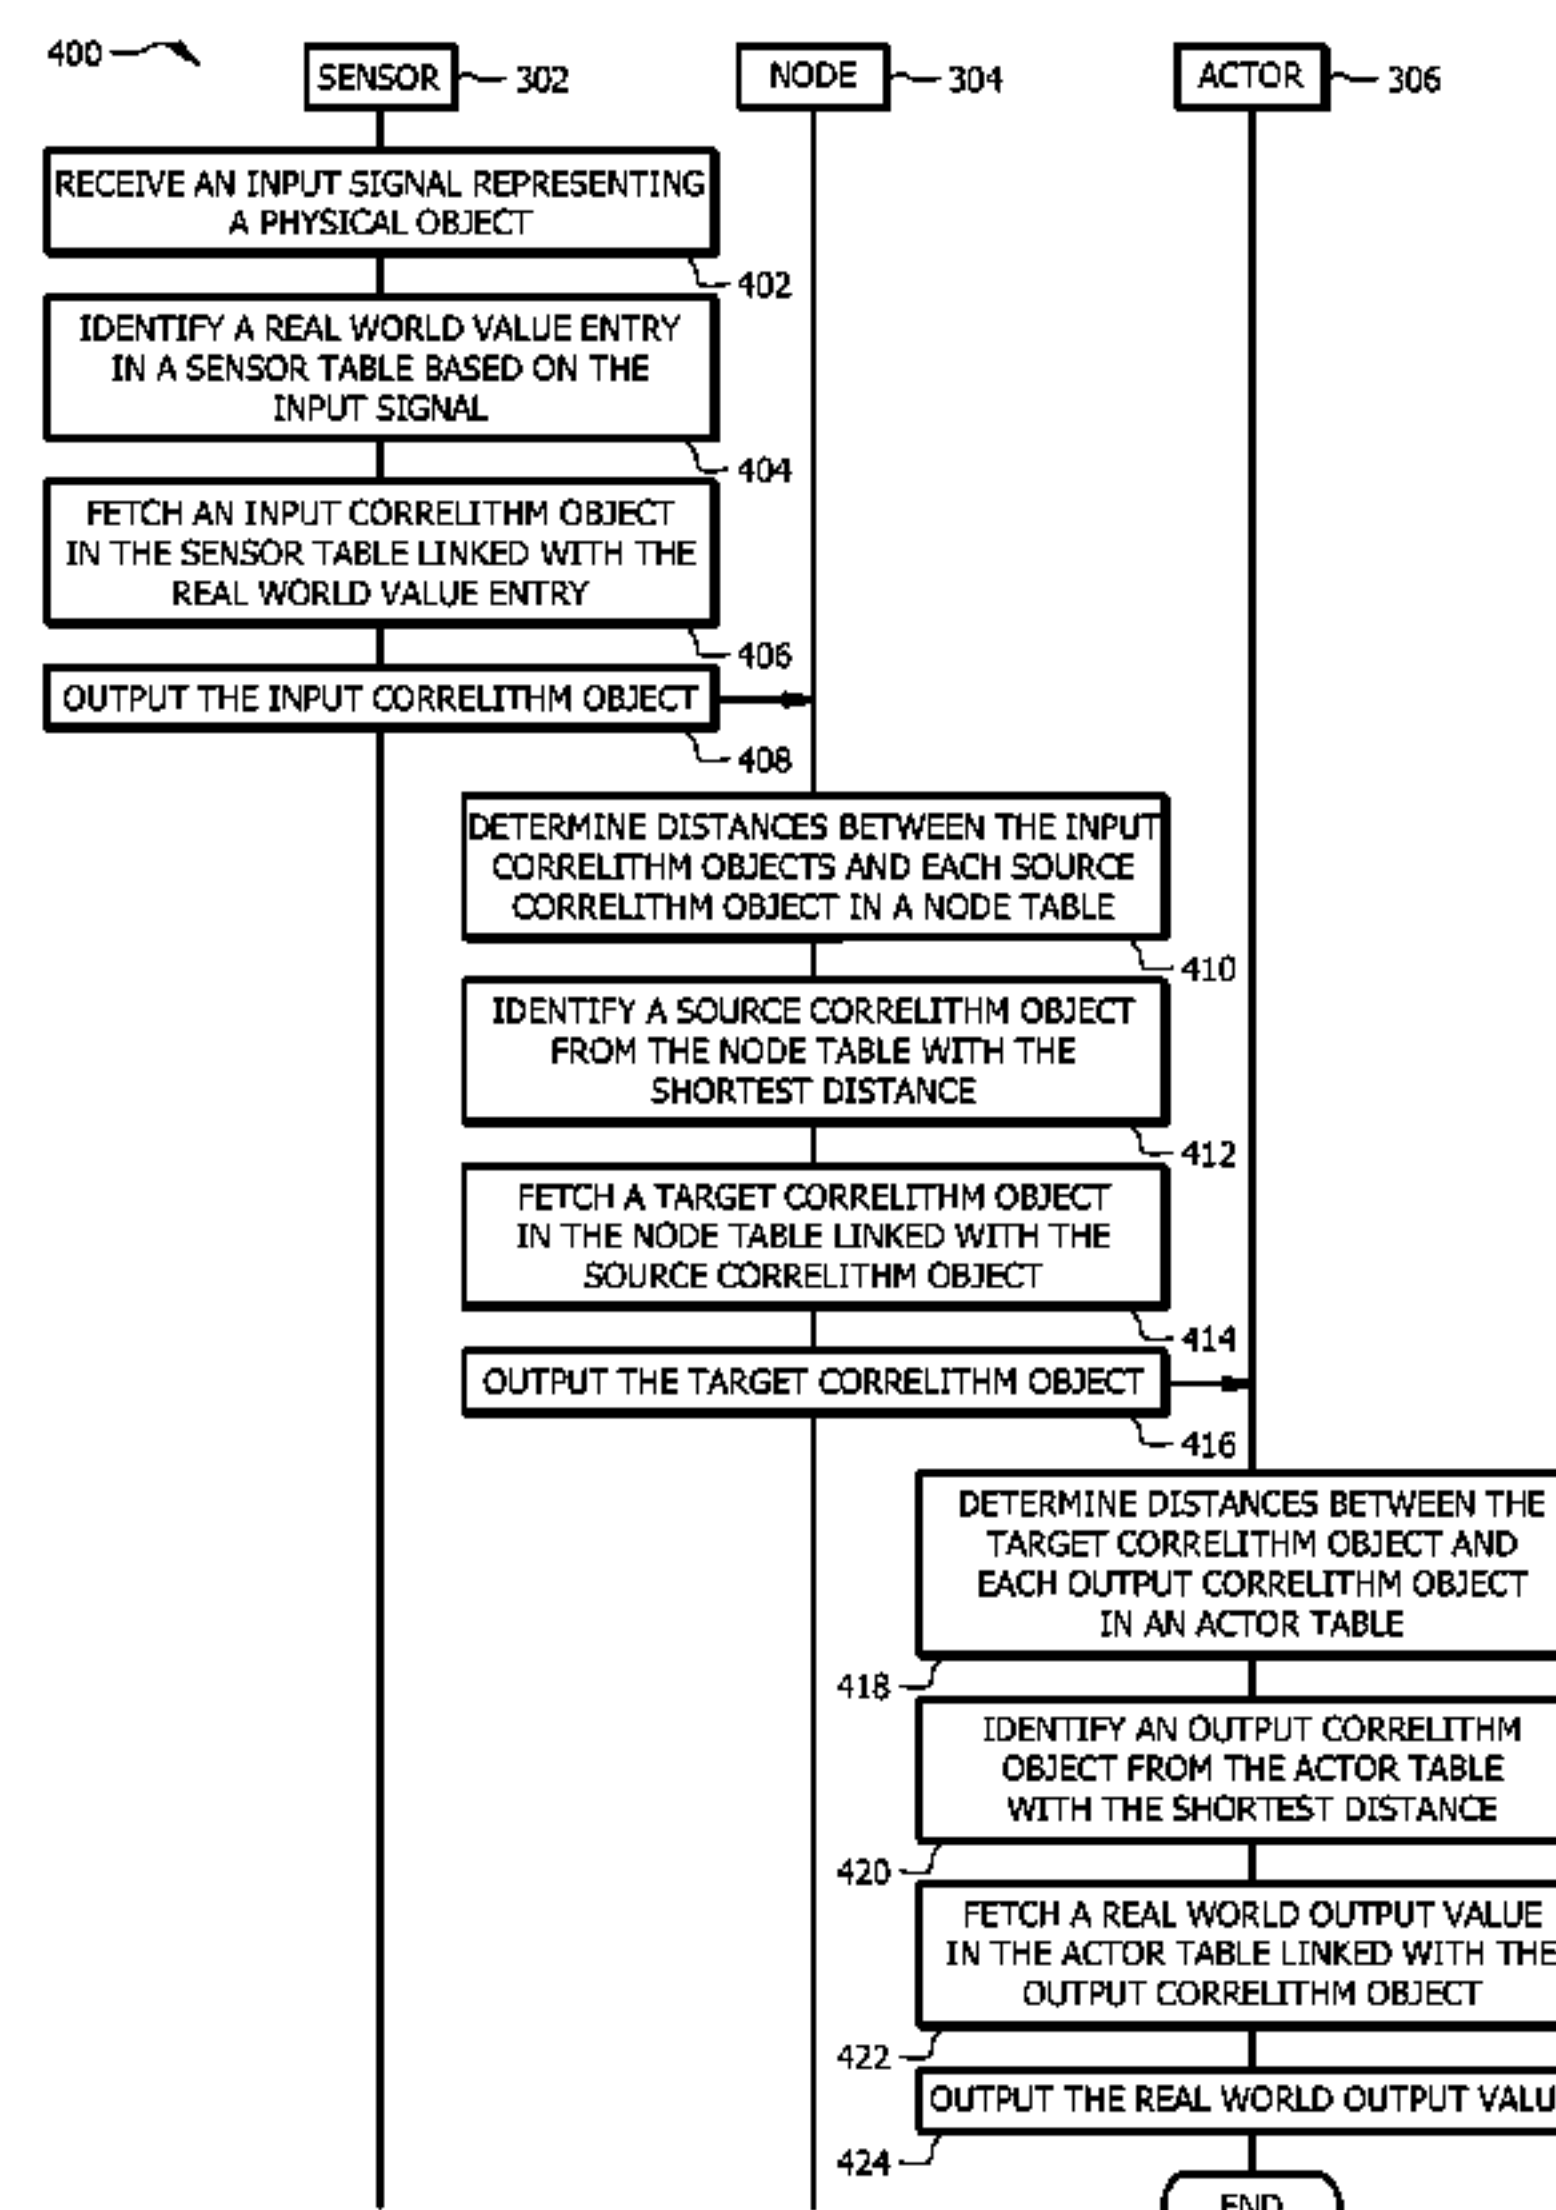 400
SENSOR 302
NODE 304
ACTOR 306
RECEIVE AN INPUT SIGNAL REPRESENTING
A PHYSICAL OBJECT
402
IDENTIFY A REAL WORLD VALUE ENTRY
IN A SENSOR TABLE BASED ON THE
INPUT SIGNAL
404
FETCH AN INPUT CORRELITHM OBJECT
IN THE SENSOR TABLE LINKED WITH THE
REAL WORLD VALUE ENTRY
406
OUTPUT THE INPUT CORRELITHM OBJECT
408
DETERMINE DISTANCES BETWEEN THE INPUT
CORRELITHM OBJECTS AND EACH SOURCE
CORRELITHM OBJECT IN A NODE TABLE
410
IDENTIFY A SOURCE CORRELITHM OBJECT
FROM THE NODE TABLE WITH THE
SHORTEST DISTANCE
412
FETCH A TARGET CORRELITHM OBJECT
IN THE NODE TABLE LINKED WITH THE
SOURCE CORRELITHM OBJECT
414
OUTPUT THE TARGET CORRELITHM OBJECT
416
DETERMINE DISTANCES BETWEEN THE
TARGET CORRELITHM OBJECT AND
EACH OUTPUT CORRELITHM OBJECT
IN AN ACTOR TABLE
418
IDENTIFY AN OUTPUT CORRELITHM
OBJECT FROM THE ACTOR TABLE
WITH THE SHORTEST DISTANCE
420
FETCH A REAL WORLD OUTPUT VALUE
IN THE ACTOR TABLE LINKED WITH THE
OUTPUT CORRELITHM OBJECT
422
OUTPUT THE REAL WORLD OUTPUT VALU
424
END